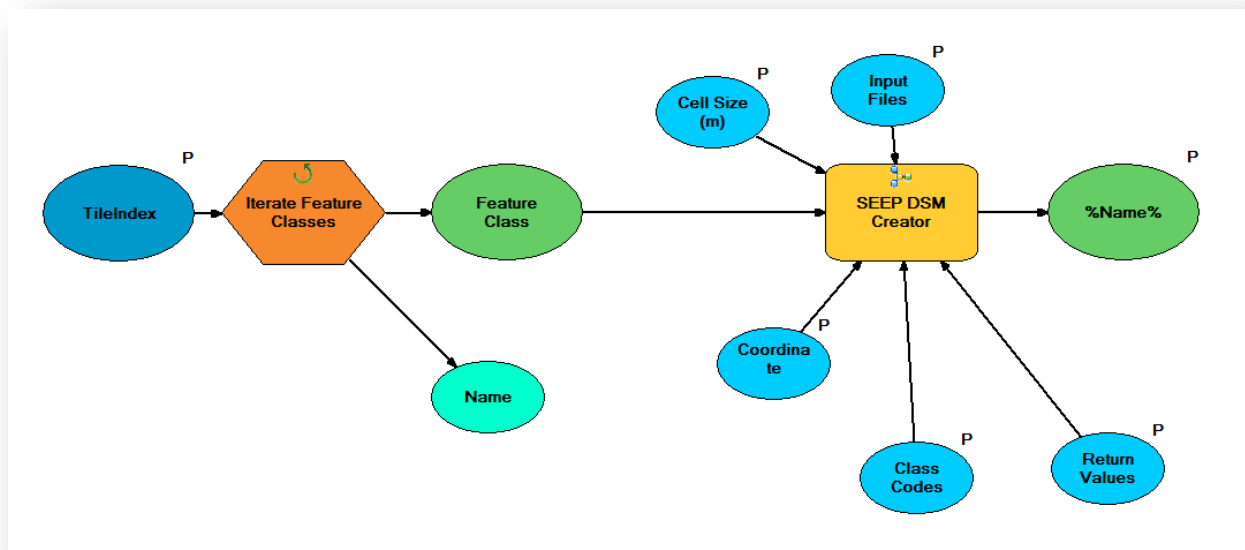 P
TileIndex
Iterate Feature
Classes
Feature
Class
Name
P
Cell Size
(m)
P
Input
Files
SEEP DSM
Creator
P
%Name%
P
Coordina
te
P
Class
Codes
P
Return
Values